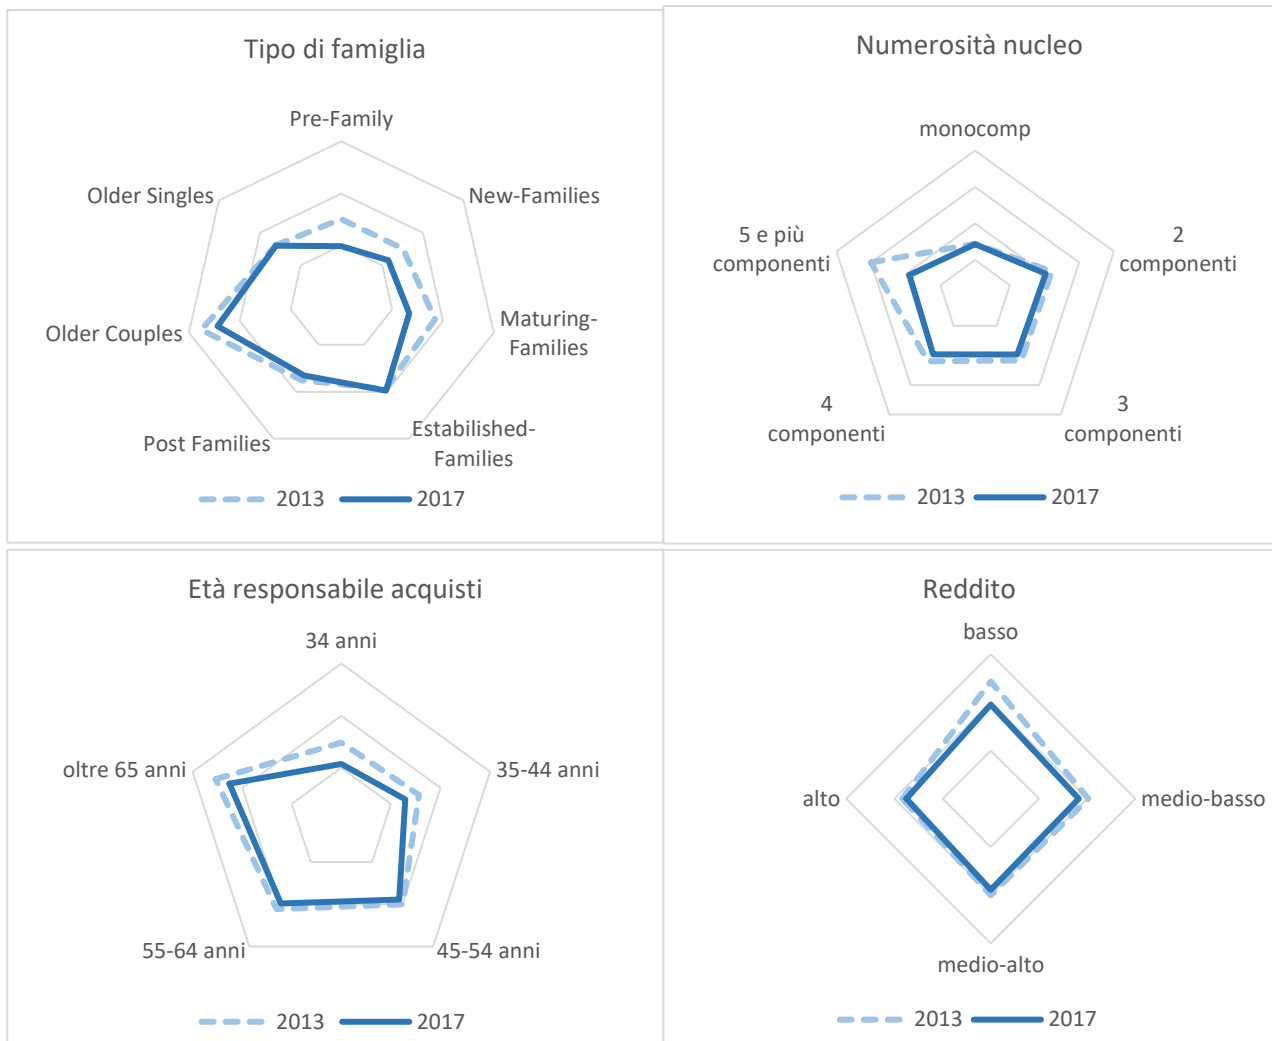 Tipo di famiglia
Pre-Family
New-Families
Maturing-
Families
Estabilished-
Families
Post Families
Older Couples
Older Singles
2013
2017
Numerosità nucleo
monocomp
2
componenti
3
componenti
4
componenti
5 e più
componenti
2013
2017
Età responsabile acquisti
34 anni
35-44 anni
45-54 anni
55-64 anni
oltre 65 anni
2013
2017
Reddito
basso
medio-basso
medio-alto
alto
2013
2017